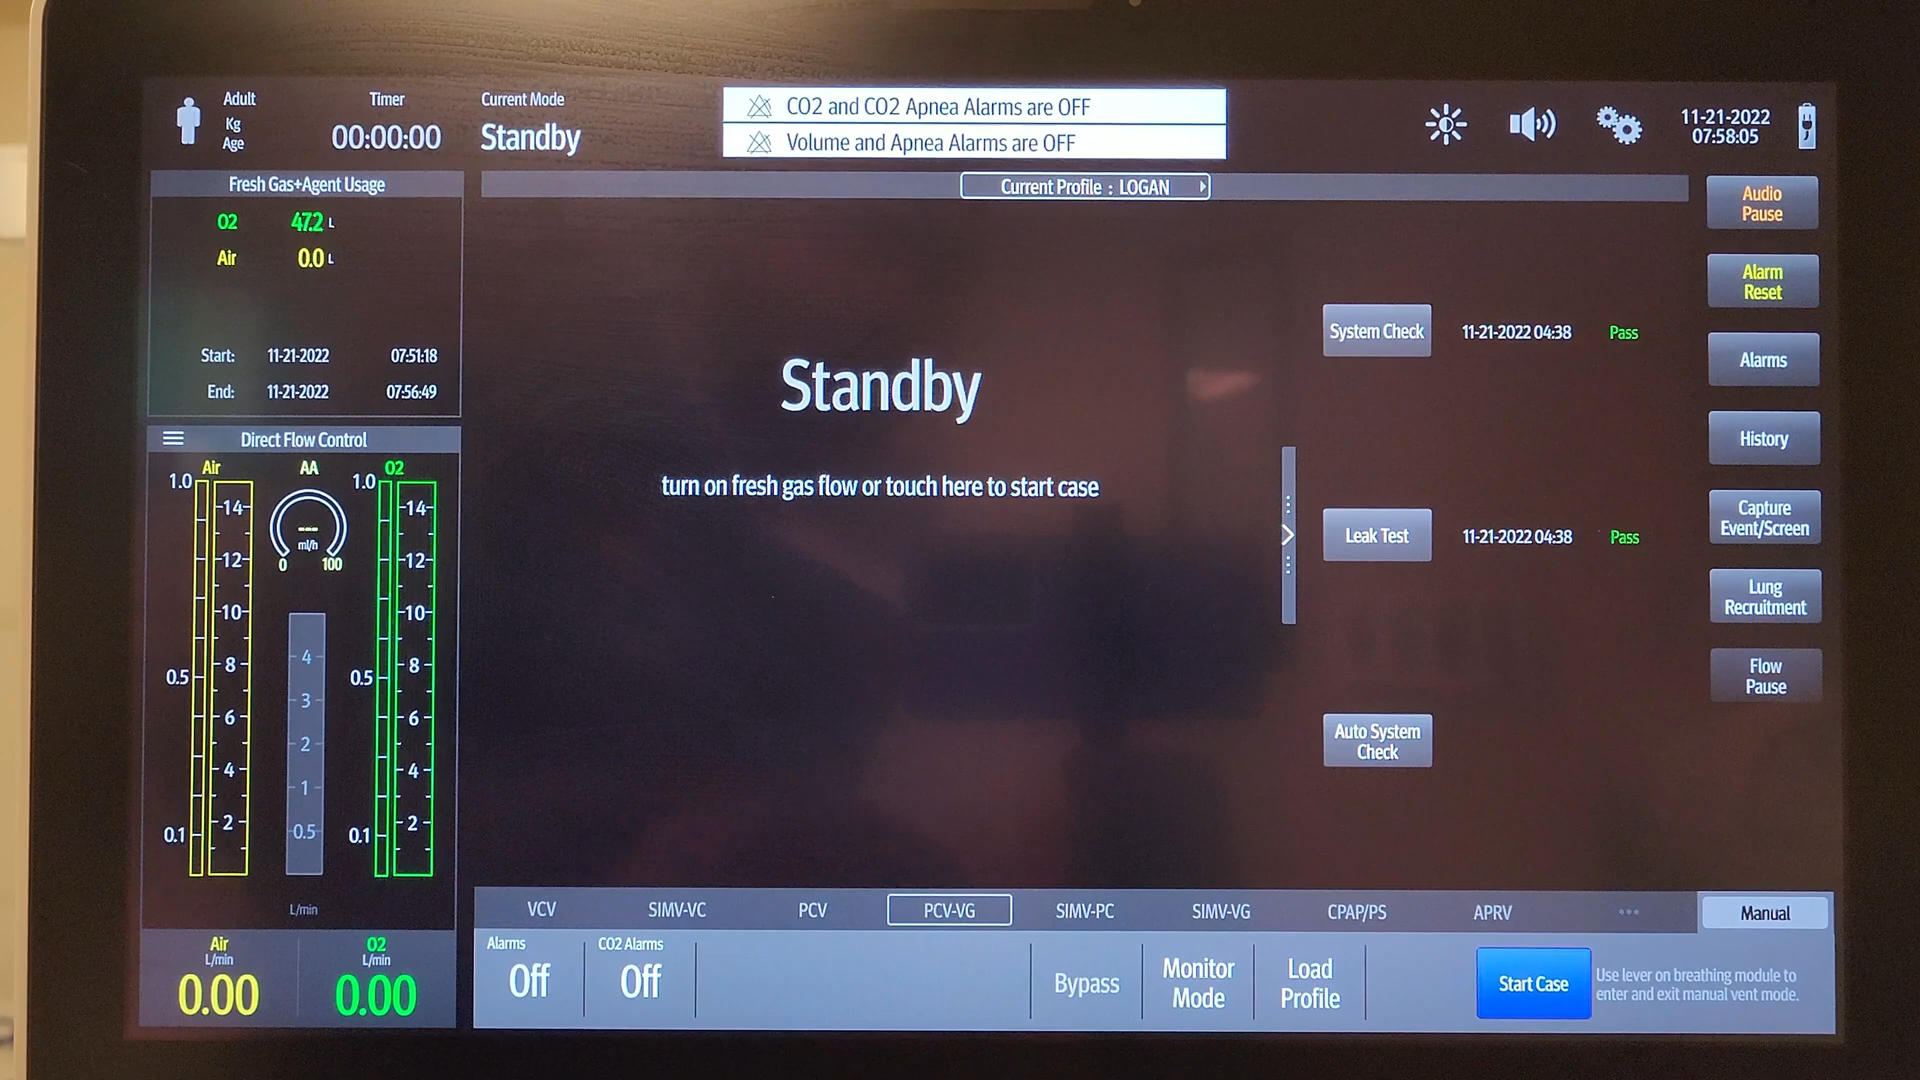 Adult
Kg
Age
Timer
00:00:00
Current Mode
Standby
CO2 and CO2 Apnea Alarms are OFF
Volume and Apnea Alarms are OFF
11-21-2022
07:58:05
Fresh Gas+Agent Usage
O2 47.2 L
Air 0.0 L
Start: 11-21-2022 07:51:18
End: 11-21-2022 07:56:49
Current Profile : LOGAN
Standby
turn on fresh gas flow or touch here to start case
System Check 11-21-2022 04:38 Pass
Leak Test 11-21-2022 04:38 Pass
Auto System
Check
Audio
Pause
Alarm
Reset
Alarms
History
Capture
Event/Screen
Lung
Recruitment
Flow
Pause
Direct Flow Control
Air AA O2
1.0
0.5
0.1
14
12
10
8
6
4
2
---
ml/h
0 100
4
3
2
1
0.5
L/min
1.0
0.5
0.1
14
12
10
8
6
4
2
Air
L/min
0.00
O2
L/min
0.00
VCV SIMV-VC PCV PCV-VG SIMV-PC SIMV-VG CPAP/PS APRV ... Manual
Alarms
Off
CO2 Alarms
Off
Bypass
Monitor
Mode
Load
Profile
Start Case
Use lever on breathing module to
enter and exit manual vent mode.